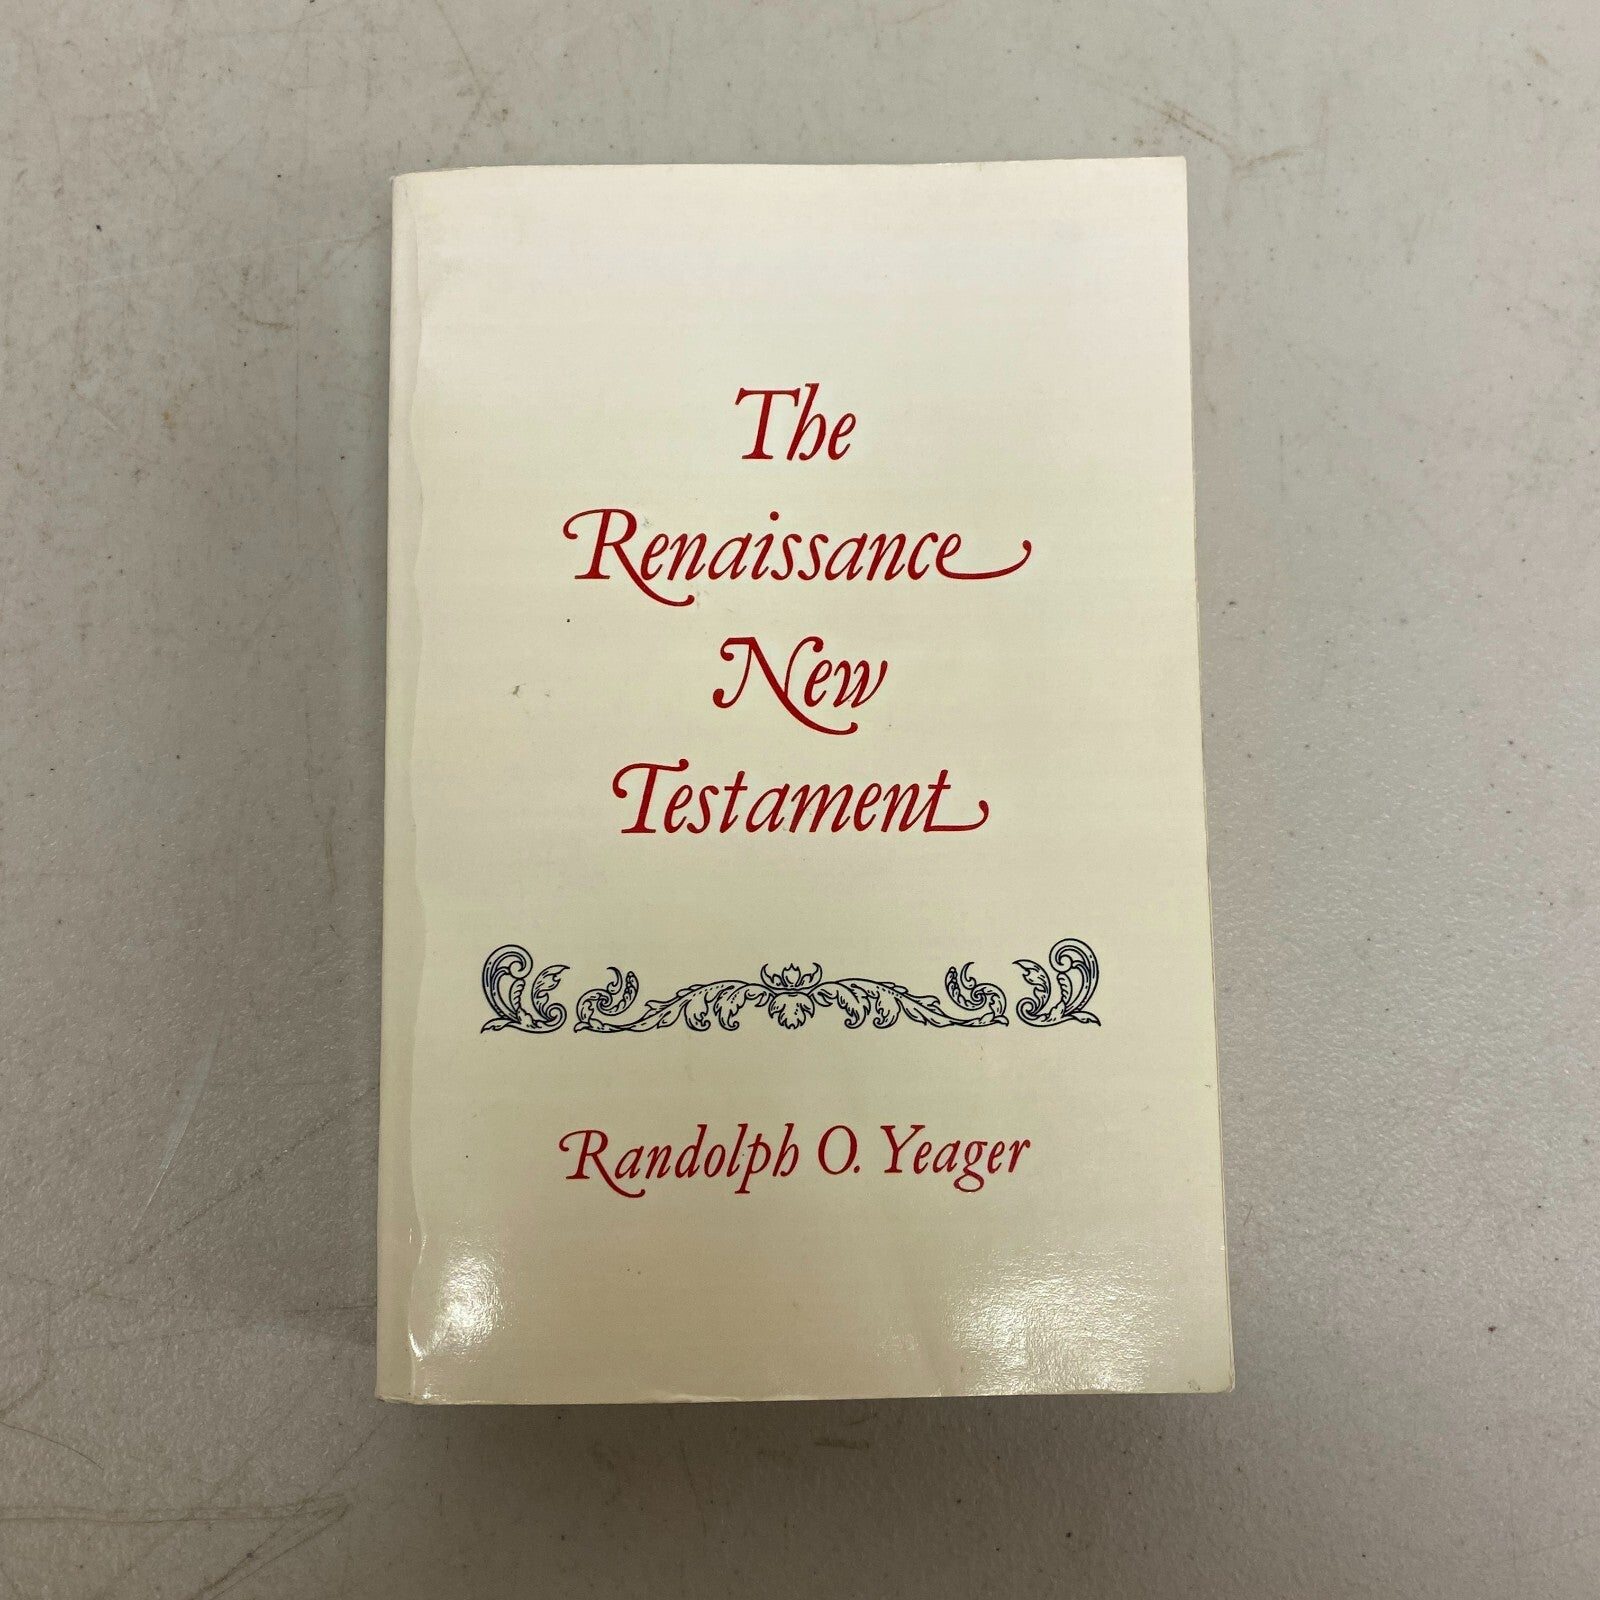 The
Renaissance
New
Testament
Randolph O. Yeager